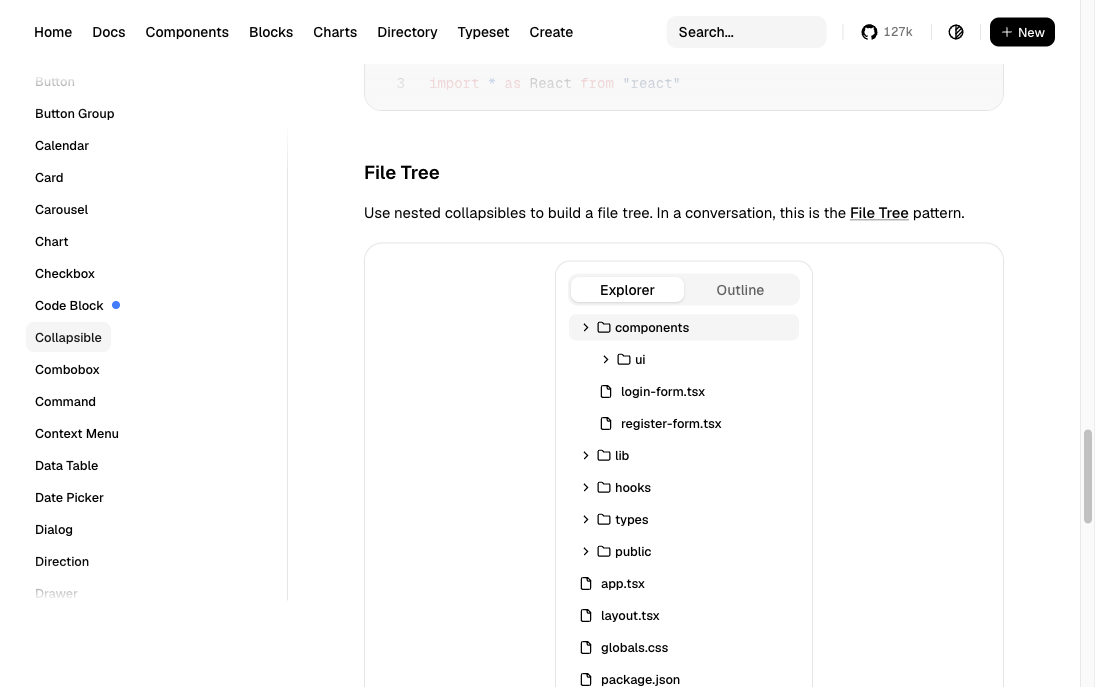 Home Docs Components Blocks Charts Directory Typeset Create Search... 127k New
Button
Button Group
Calendar
Card
Carousel
Chart
Checkbox
Code Block
Collapsible
Combobox
Command
Context Menu
Data Table
Date Picker
Dialog
Direction
Drawer
3 import * as React from "react"
File Tree
Use nested collapsibles to build a file tree. In a conversation, this is the File Tree pattern.
Explorer Outline
components
ui
login-form.tsx
register-form.tsx
lib
hooks
types
public
app.tsx
layout.tsx
globals.css
package.json